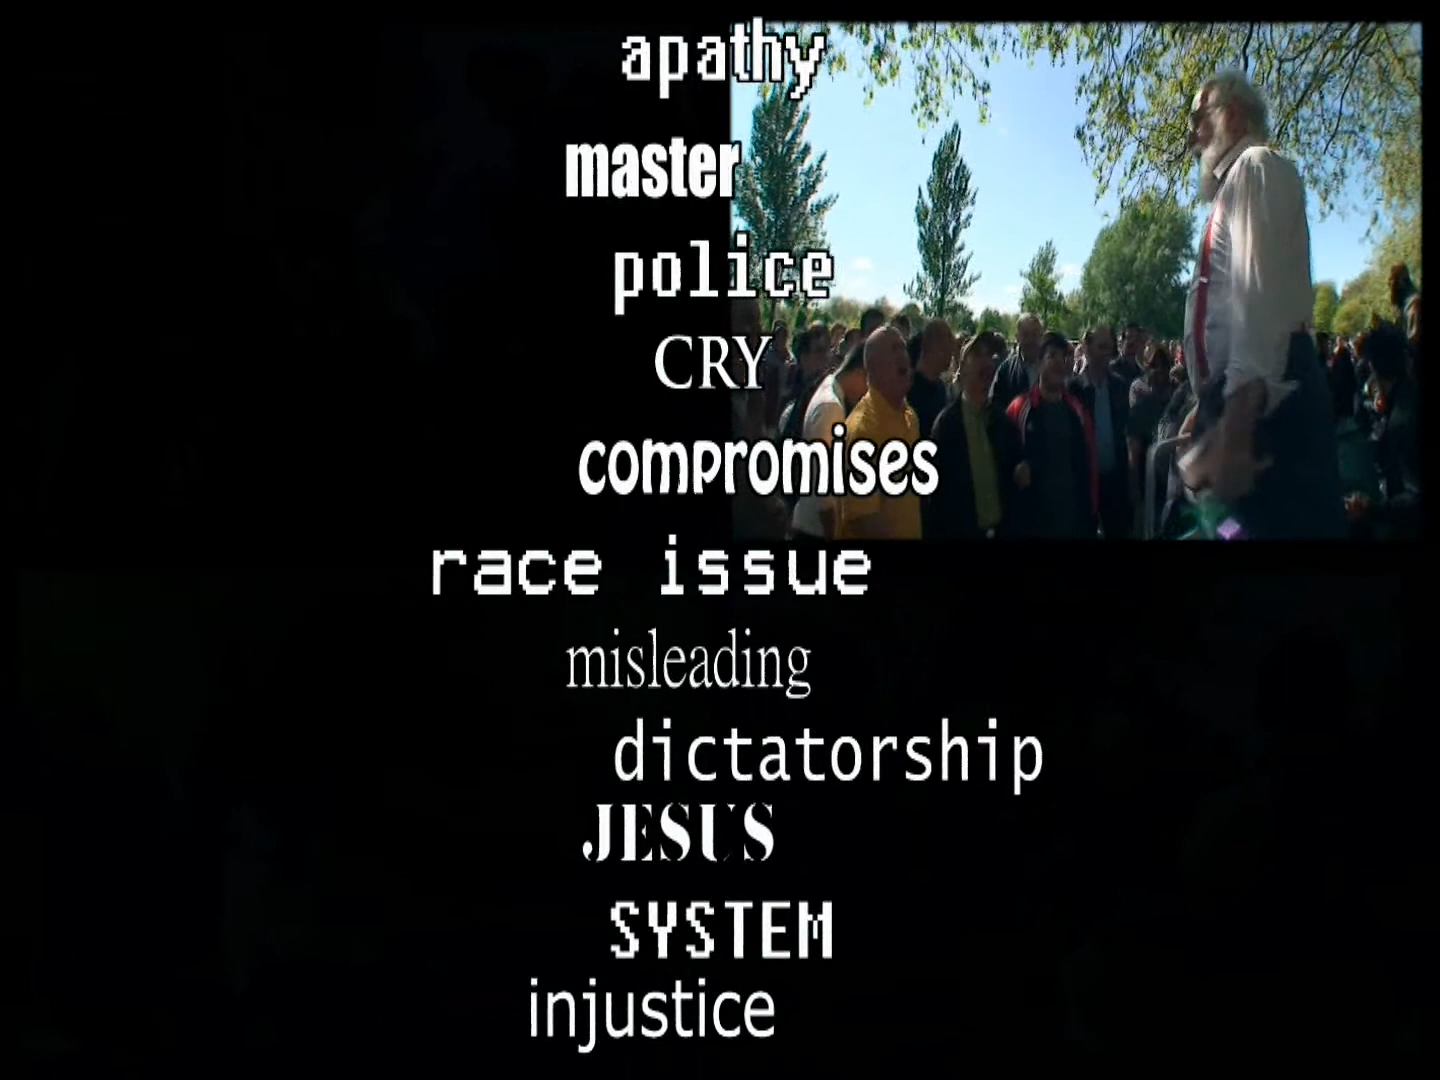 apathy
master
police
CRY
compromises
race issue
misleading
dictatorship
JESUS
SYSTEM
injustice